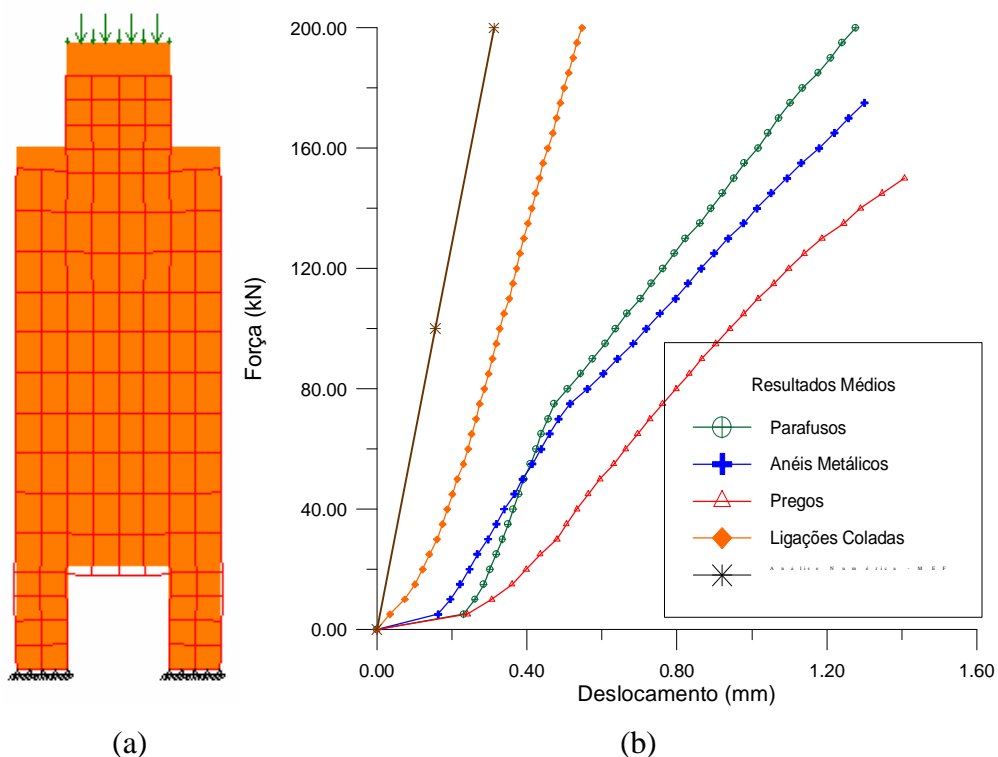 200.00
160.00
120.00
80.00
40.00
0.00
Força (kN)
0.00 0.40 0.80 1.20 1.60
Deslocamento (mm)
Resultados Médios
Parafusos
Anéis Metálicos
Pregos
Ligações Coladas
Análise Numérica - MEF
(a) (b)